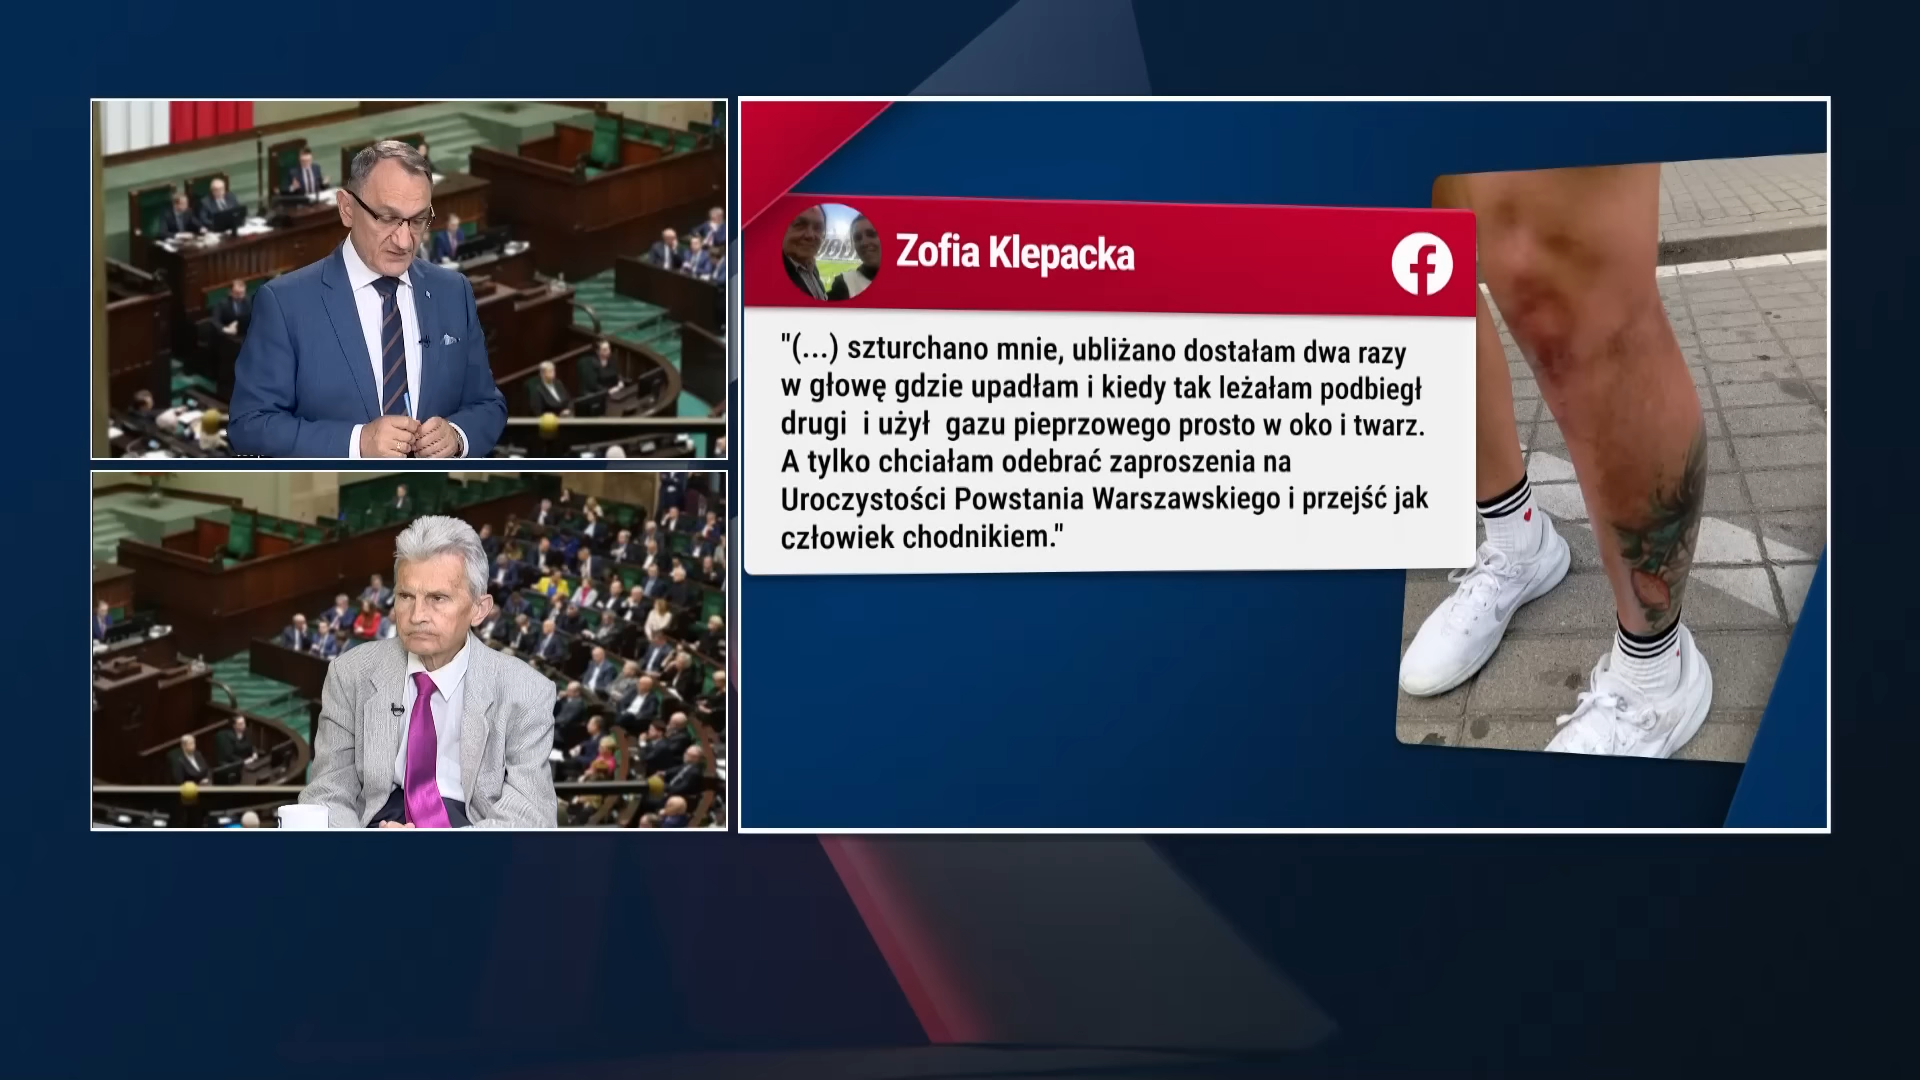 Zofia Klepacka
"(...) szturchano mnie, ubliżano dostałam dwa razy
w głowę gdzie upadłam i kiedy tak leżałam podbiegł
drugi  i użył  gazu pieprzowego prosto w oko i twarz.
A tylko chciałam odebrać zaproszenia na
Uroczystości Powstania Warszawskiego i przejść jak
człowiek chodnikiem."